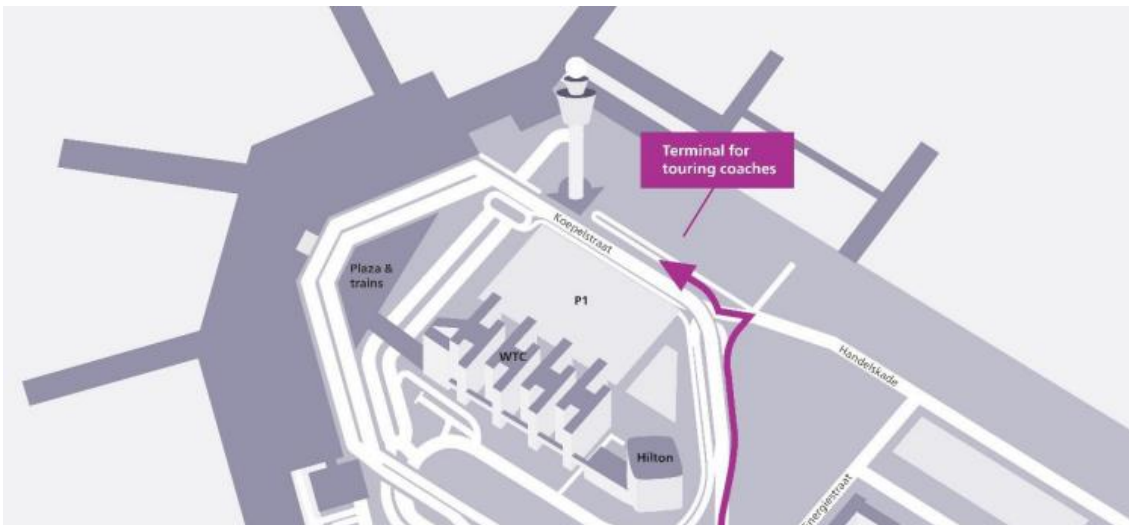 Terminal for
touring coaches
Koepelstraat
Plaza &
trains
P1
WTC
Handelskade
Hilton
Energiestraat